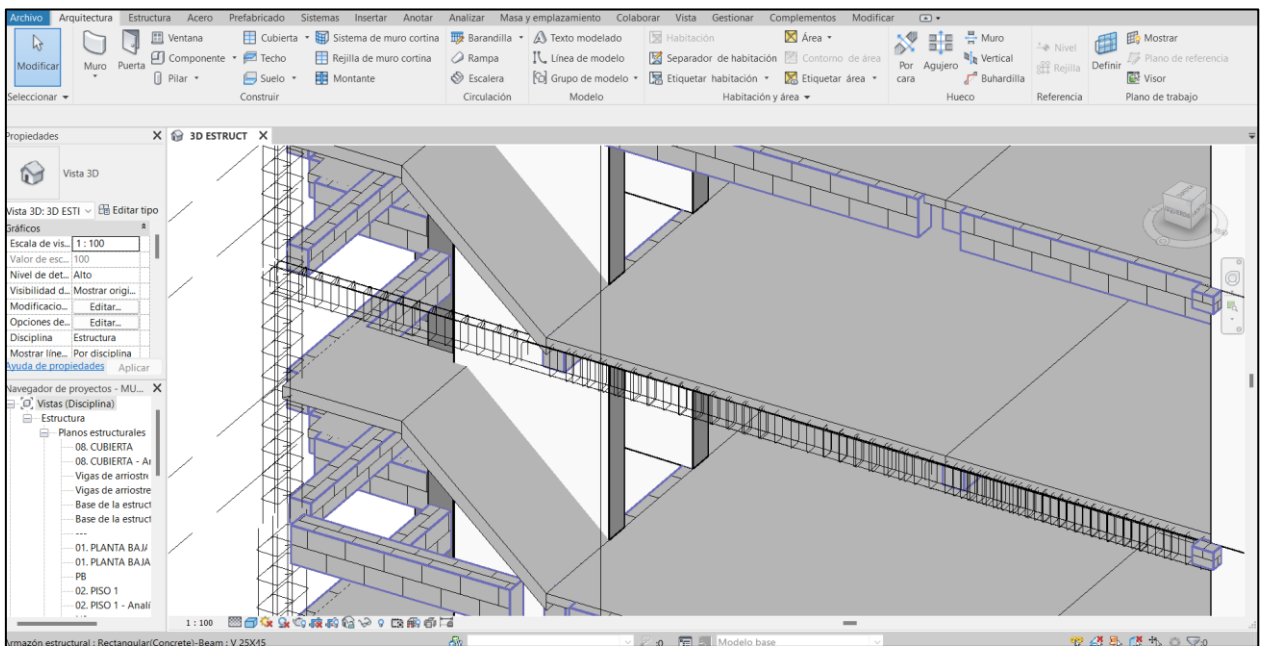 Archivo Arquitectura Estructura Acero Prefabricado Sistemas Insertar Anotar Analizar Masa y emplazamiento Colaborar Vista Gestionar Complementos Modificar
Modificar
Muro
Puerta
Ventana
Componente
Pilar
Cubierta
Techo
Suelo
Sistema de muro cortina
Rejilla de muro cortina
Montante
Barandilla
Rampa
Escalera
Texto modelado
Línea de modelo
Grupo de modelo
Habitación
Separador de habitación
Etiquetar habitación
Área
Contorno de área
Etiquetar área
Por cara
Agujero
Muro
Vertical
Buhardilla
Nivel
Rejilla
Definir
Mostrar
Plano de referencia
Visor
Seleccionar Construir Circulación Modelo Habitación y área Hueco Referencia Plano de trabajo
Propiedades X
3D ESTRUCT X
Vista 3D
Vista 3D: 3D ESTI Editar tipo
Gráficos
Escala de vis... 1 : 100
Valor de esc... 100
Nivel de det... Alto
Visibilidad d... Mostrar origi...
Modificacio... Editar...
Opciones de... Editar...
Disciplina Estructura
Mostrar líne... Por disciplina
Ayuda de propiedades Aplicar
Navegador de proyectos - MU... X
Vistas (Disciplina)
Estructura
Planos estructurales
08. CUBIERTA
08. CUBIERTA - Ar
Vigas de arriostre
Vigas de arriostre
Base de la estruct
Base de la estruct
---
01. PLANTA BAJA
01. PLANTA BAJA
PB
02. PISO 1
02. PISO 1 - Analí
1 : 100
Armazón estructural : Rectangular(Concrete)-Beam : V 25X45
:0
Modelo base
:0